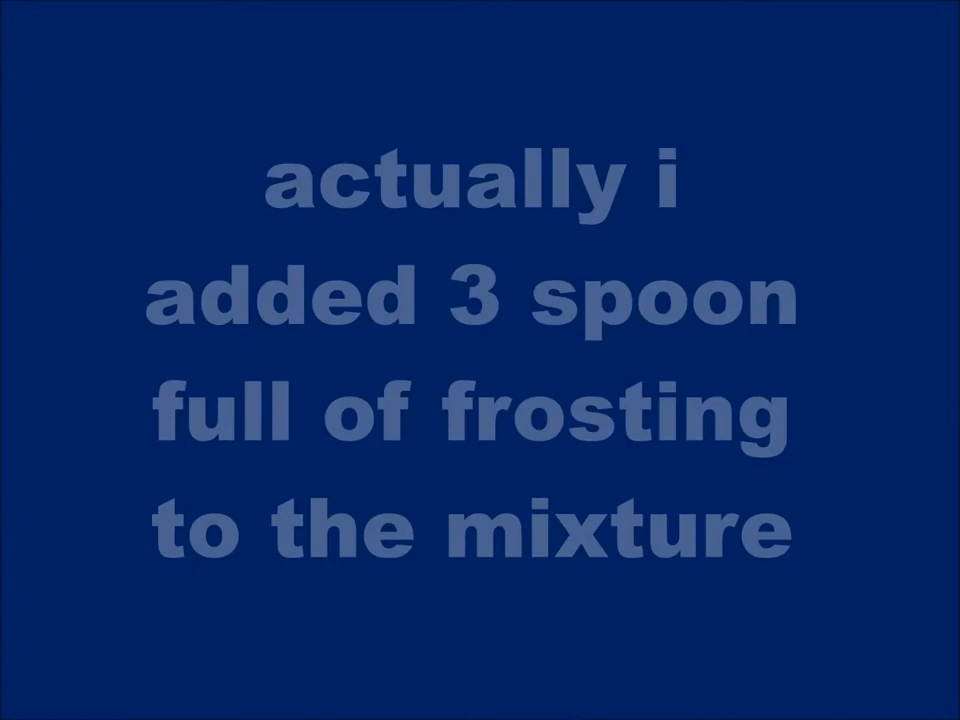 actually i
added 3 spoon
full of frosting
to the mixture